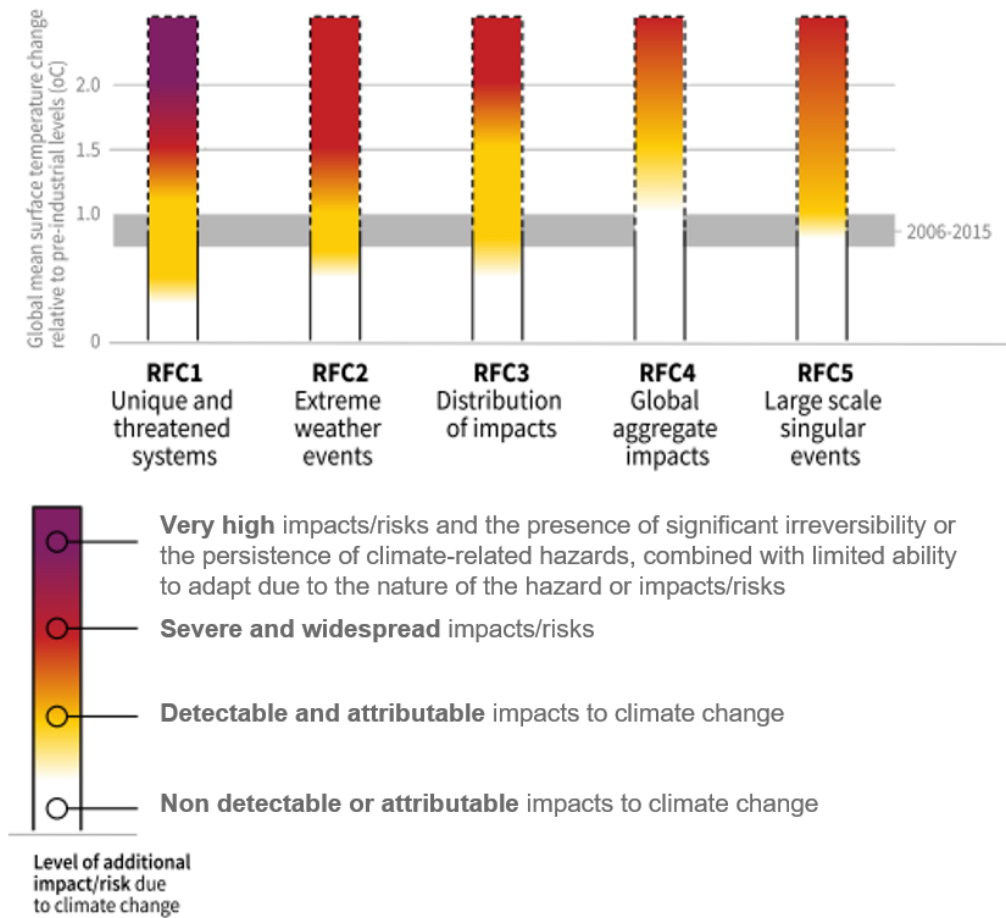 Global mean surface temperature change
relative to pre-industrial levels (oC)
2.0
1.5
1.0
0
2006-2015
RFC1
Unique and
threatened
systems
RFC2
Extreme
weather
events
RFC3
Distribution
of impacts
RFC4
Global
aggregate
impacts
RFC5
Large scale
singular
events
Very high impacts/risks and the presence of significant irreversibility or
the persistence of climate-related hazards, combined with limited ability
to adapt due to the nature of the hazard or impacts/risks
Severe and widespread impacts/risks
Detectable and attributable impacts to climate change
Non detectable or attributable impacts to climate change
Level of additional
impact/risk due
to climate change